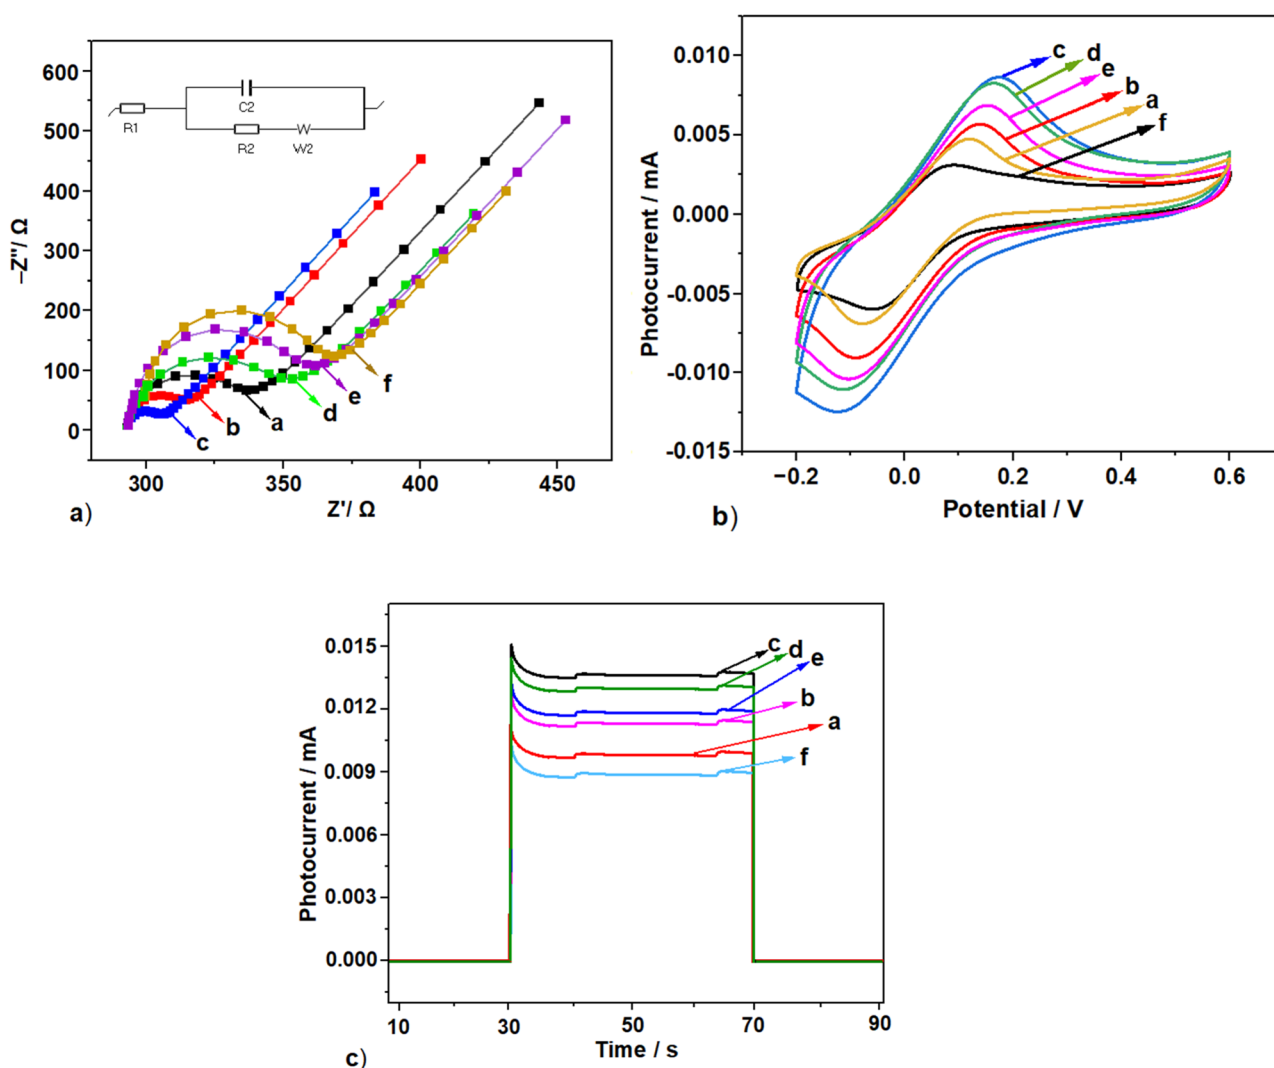 600
500
400
300
200
100
0
−Z''/ Ω
R1
C2
R2
W
W2
a
b
c
d
e
f
300
350
400
450
Z'/ Ω
a)
0.010
0.005
0.000
-0.005
-0.010
-0.015
Photocurrent / mA
c
d
e
b
a
f
−0.2
0.0
0.2
0.4
0.6
Potential / V
b)
0.015
0.012
0.009
0.006
0.003
0.000
Photocurrent / mA
c
d
e
b
a
f
10
30
50
70
90
Time / s
c)